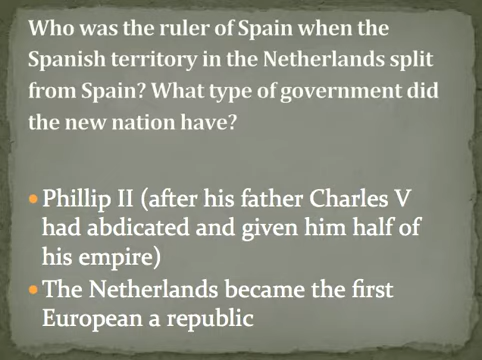 Who was the ruler of Spain when the
Spanish territory in the Netherlands split
from Spain? What type of government did
the new nation have?
• Phillip II (after his father Charles V
had abdicated and given him half of
his empire)
• The Netherlands became the first
European a republic